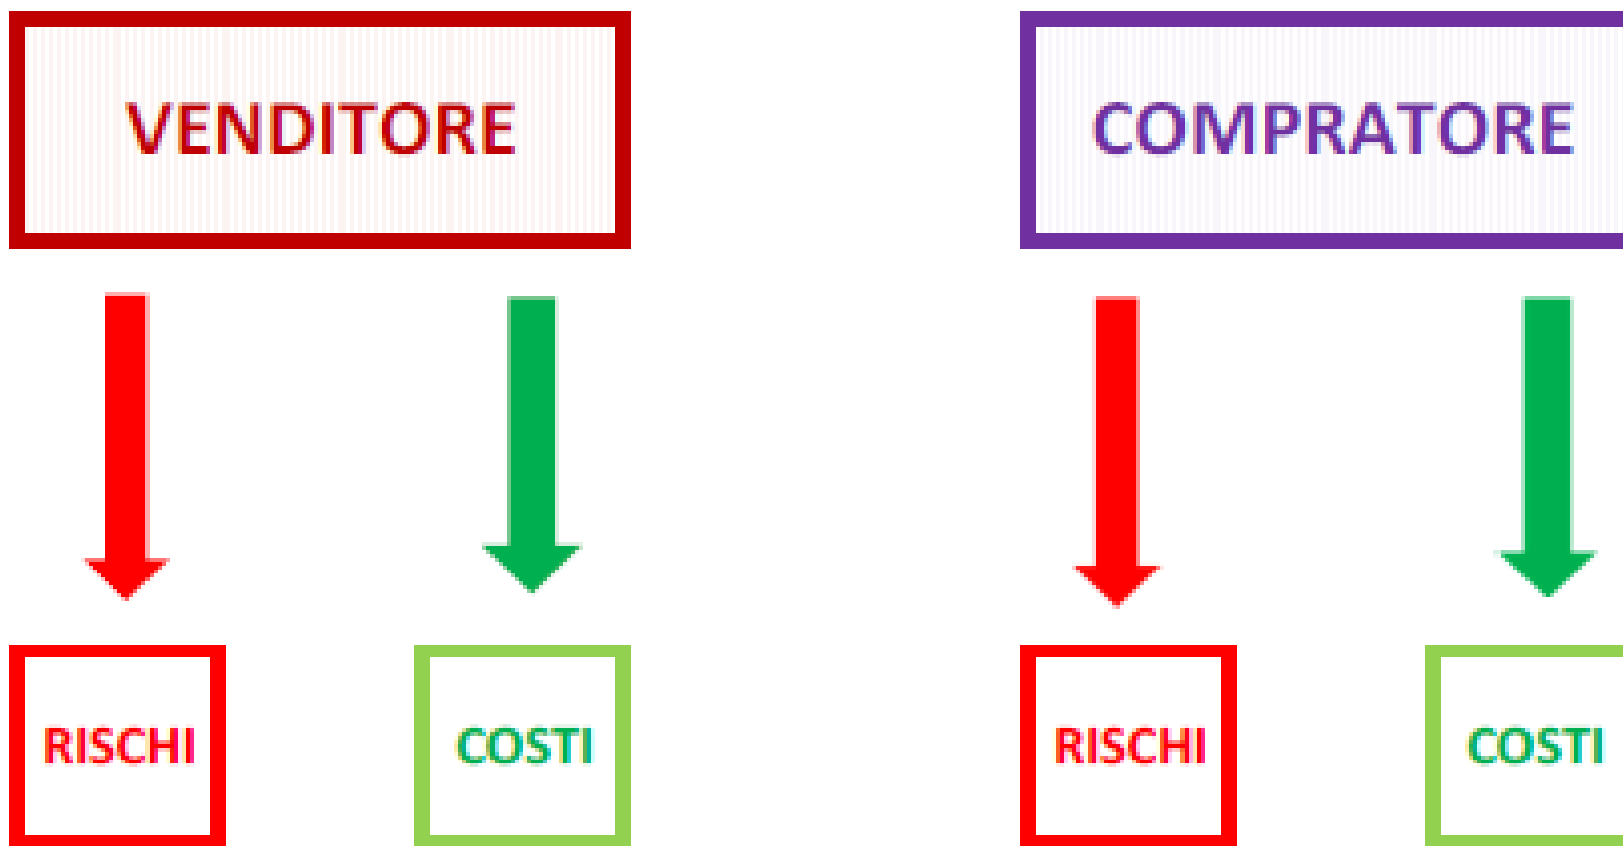 VENDITORE
COMPRATORE
RISCHI
COSTI
RISCHI
COSTI